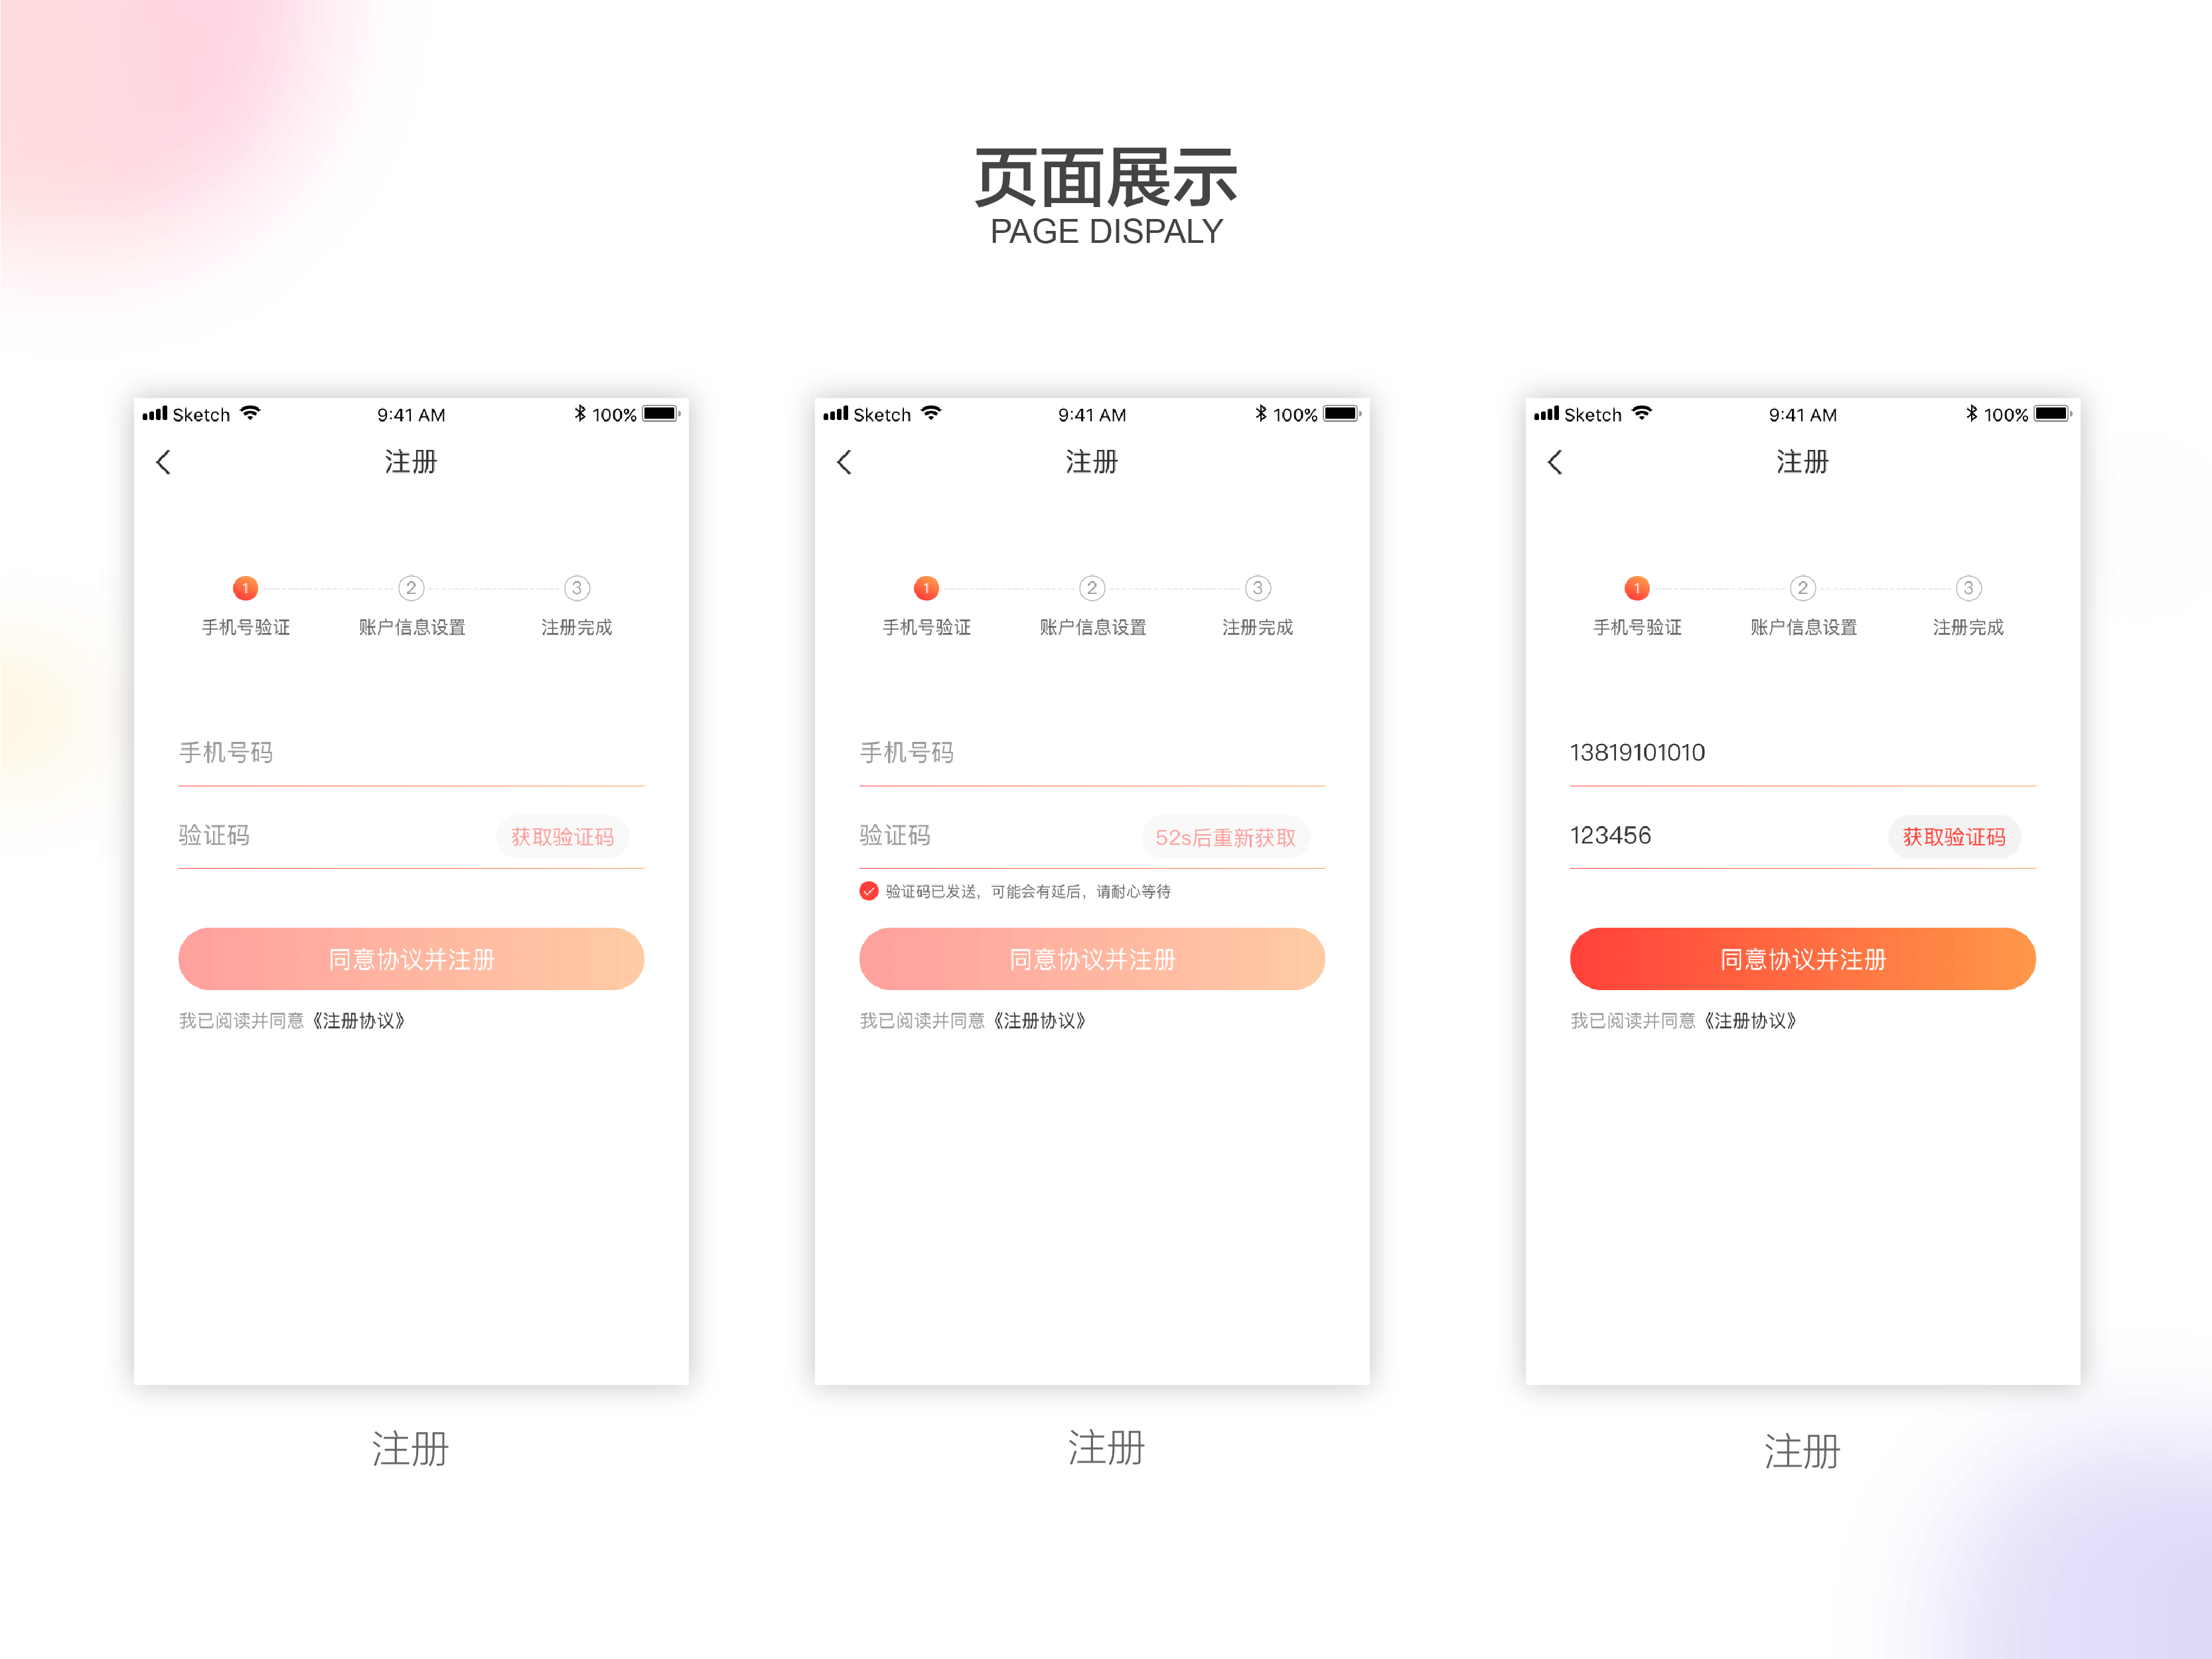 页面展示
PAGE DISPALY
Sketch 9:41 AM 100%
注册
1 2 3
手机号验证 账户信息设置 注册完成
手机号码
验证码 获取验证码
同意协议并注册
我已阅读并同意《注册协议》
注册
Sketch 9:41 AM 100%
注册
1 2 3
手机号验证 账户信息设置 注册完成
手机号码
验证码 52s后重新获取
验证码已发送，可能会有延后，请耐心等待
同意协议并注册
我已阅读并同意《注册协议》
注册
Sketch 9:41 AM 100%
注册
1 2 3
手机号验证 账户信息设置 注册完成
13819101010
123456 获取验证码
同意协议并注册
我已阅读并同意《注册协议》
注册